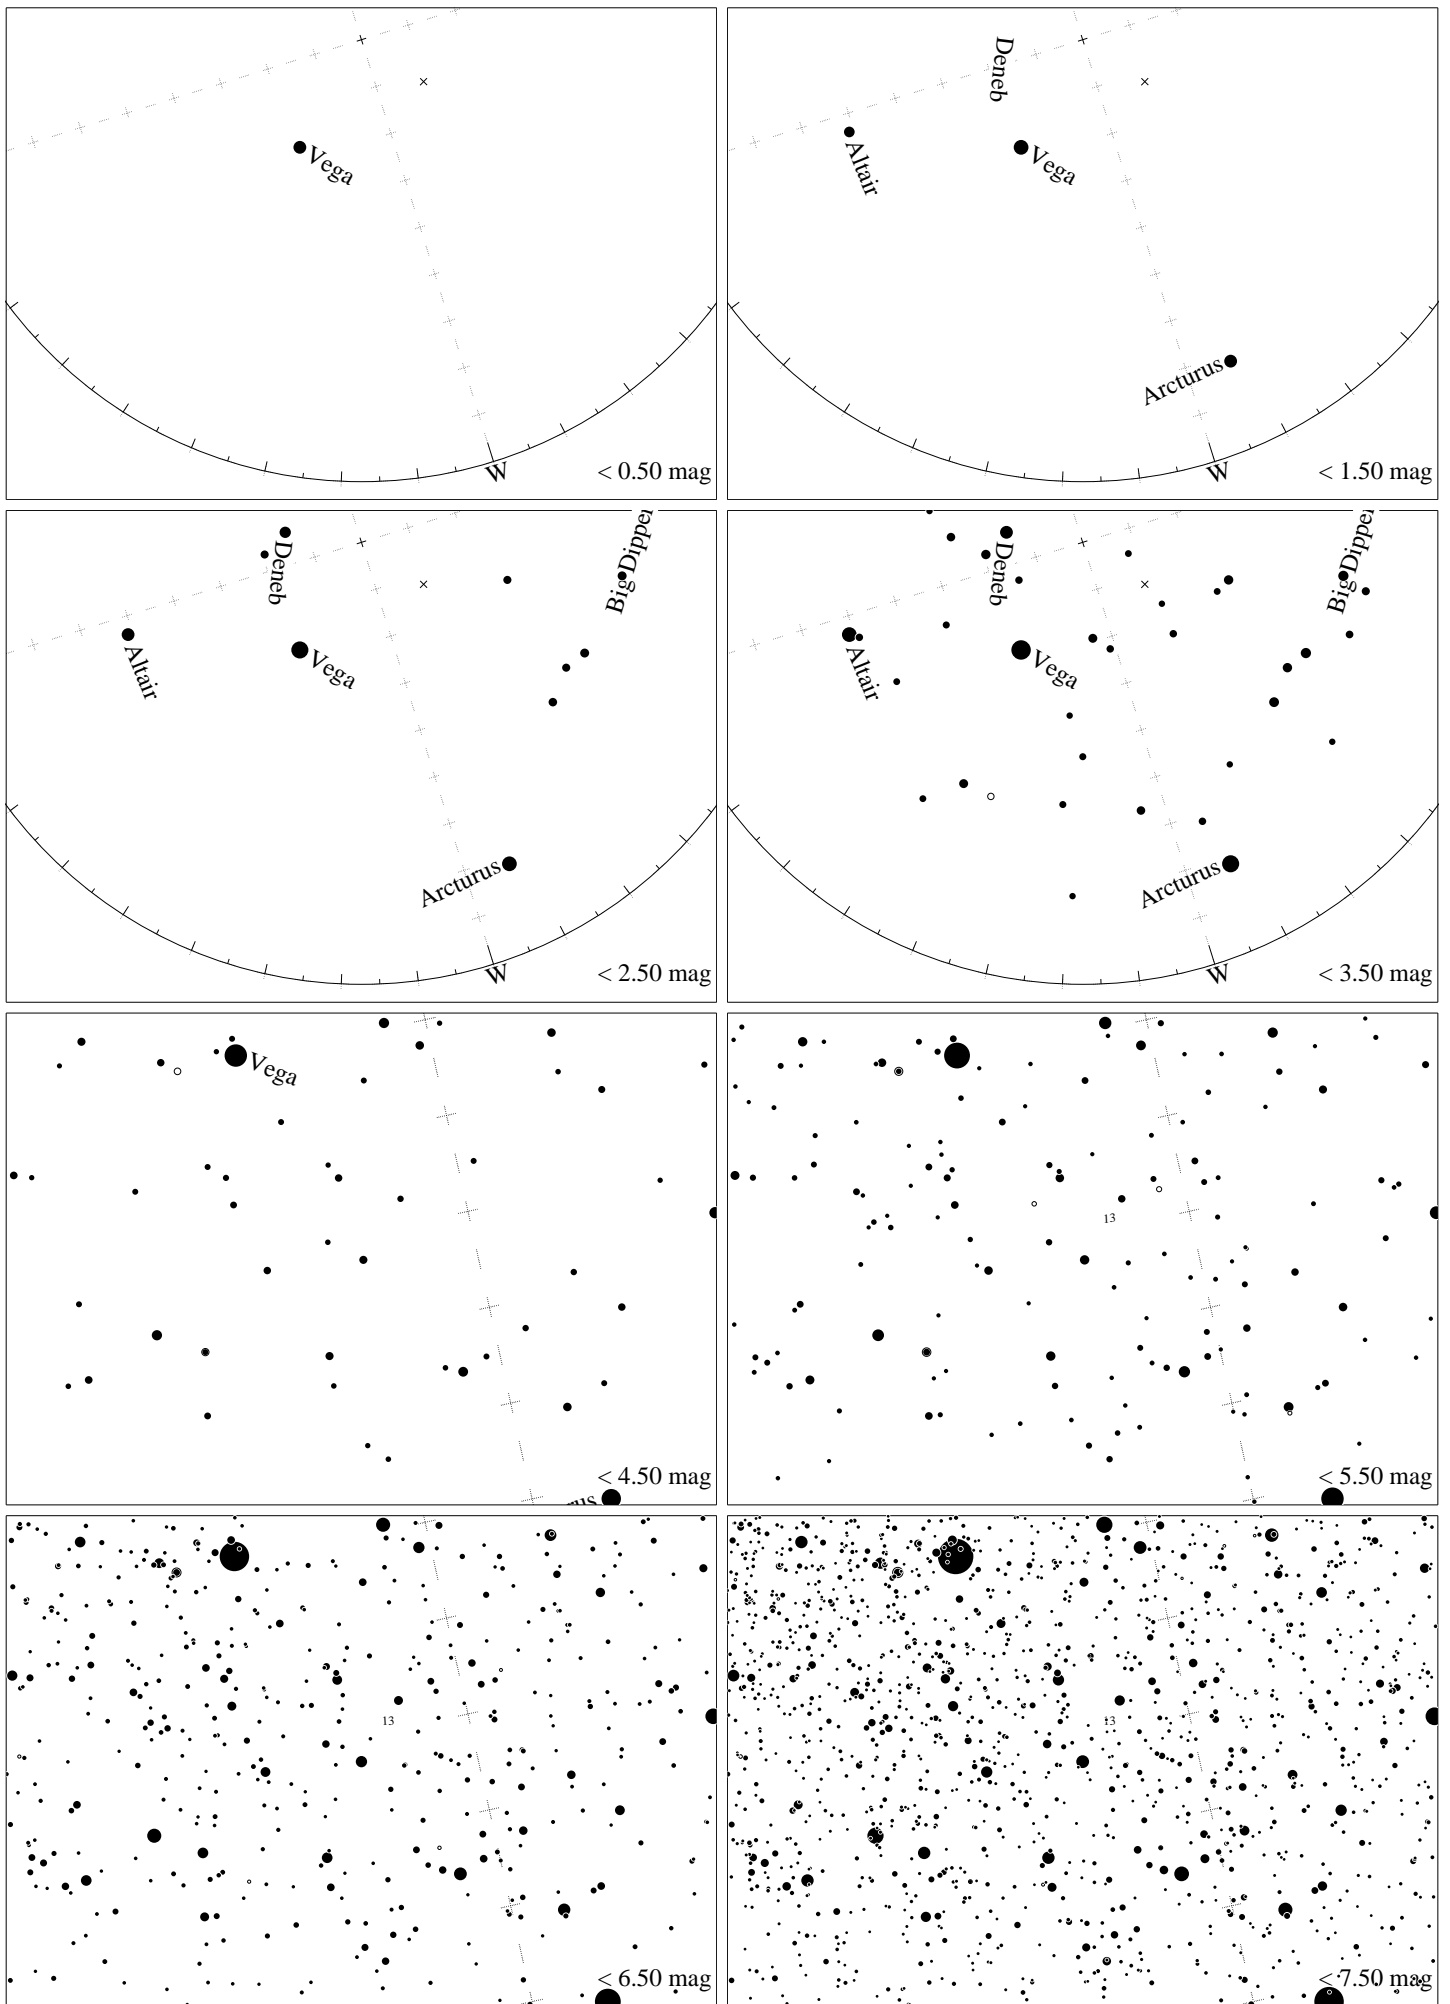 Vega
W
< 0.50 mag
Deneb
Altair
Vega
Arcturus
W
< 1.50 mag
Big Dipper
Deneb
Altair
Vega
Arcturus
W
< 2.50 mag
Big Dipper
Deneb
Altair
Vega
Arcturus
W
< 3.50 mag
Vega
us
< 4.50 mag
13
< 5.50 mag
13
< 6.50 mag
13
< 7.50 mag